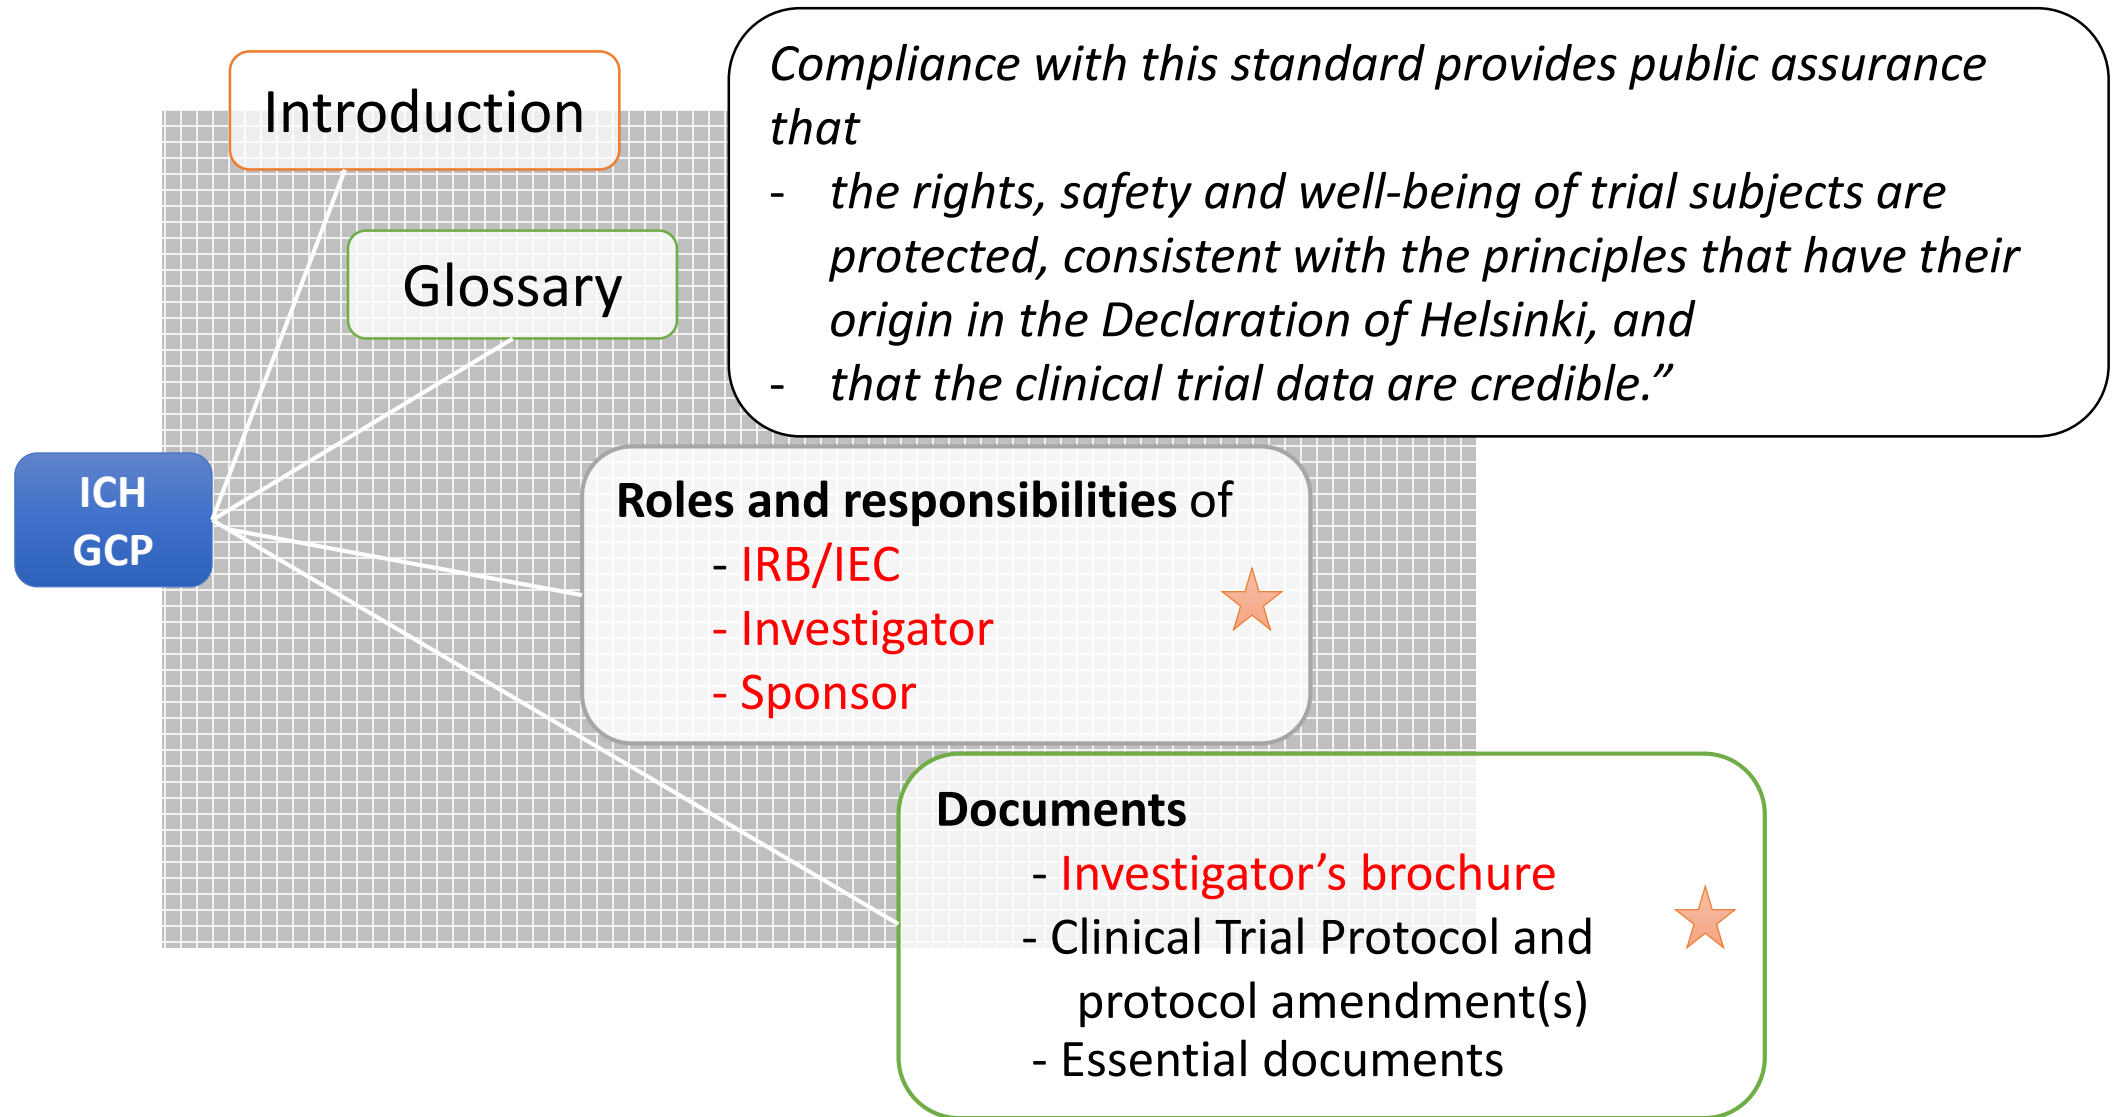 Introduction
Glossary
Compliance with this standard provides public assurance
that
- the rights, safety and well-being of trial subjects are
protected, consistent with the principles that have their
origin in the Declaration of Helsinki, and
- that the clinical trial data are credible.”
ICH
GCP
Roles and responsibilities of
- IRB/IEC
- Investigator
- Sponsor
Documents
- Investigator’s brochure
- Clinical Trial Protocol and
protocol amendment(s)
- Essential documents